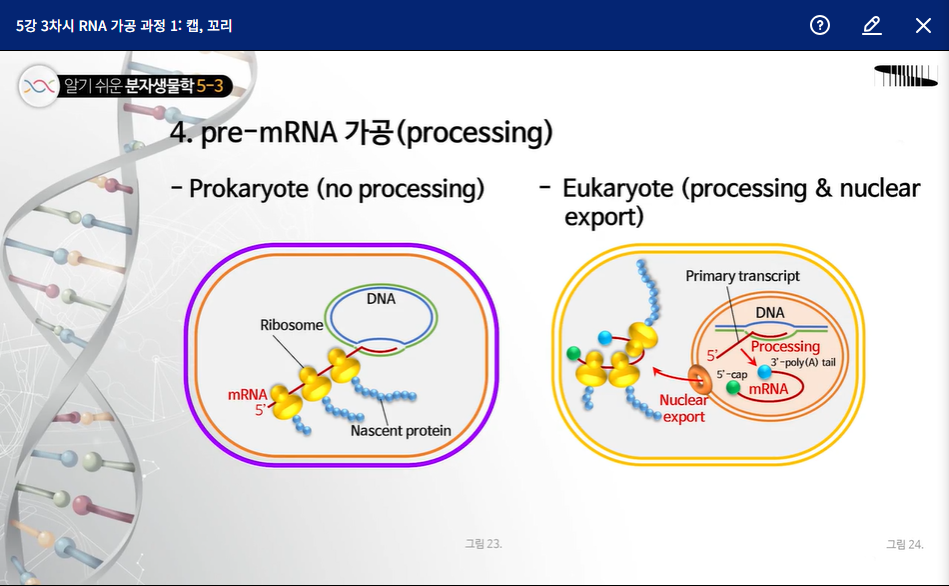 5강 3차시 RNA 가공 과정 1: 캡, 꼬리
알기 쉬운 분자생물학 5-3
4. pre-mRNA 가공(processing)
- Prokaryote (no processing)
- Eukaryote (processing & nuclear
export)
DNA
Ribosome
mRNA
5'
Nascent protein
그림 23.
Primary transcript
DNA
5'
Processing
3'-poly(A) tail
5'-cap
mRNA
Nuclear
export
그림 24.